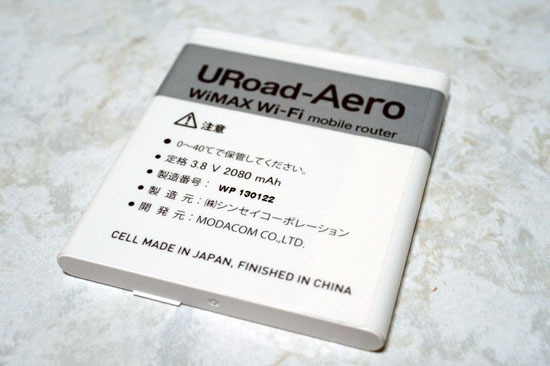 URoad-Aero
WiMAX Wi-Fi mobile router
注意
● 0〜40℃で保管してください。
● 定格 3.8 V 2080 mAh
● 製造番号： WP 130122
● 製 造 元：㈱シンセイコーポレーション
● 開 発 元：MODACOM CO.,LTD.
CELL MADE IN JAPAN, FINISHED IN CHINA